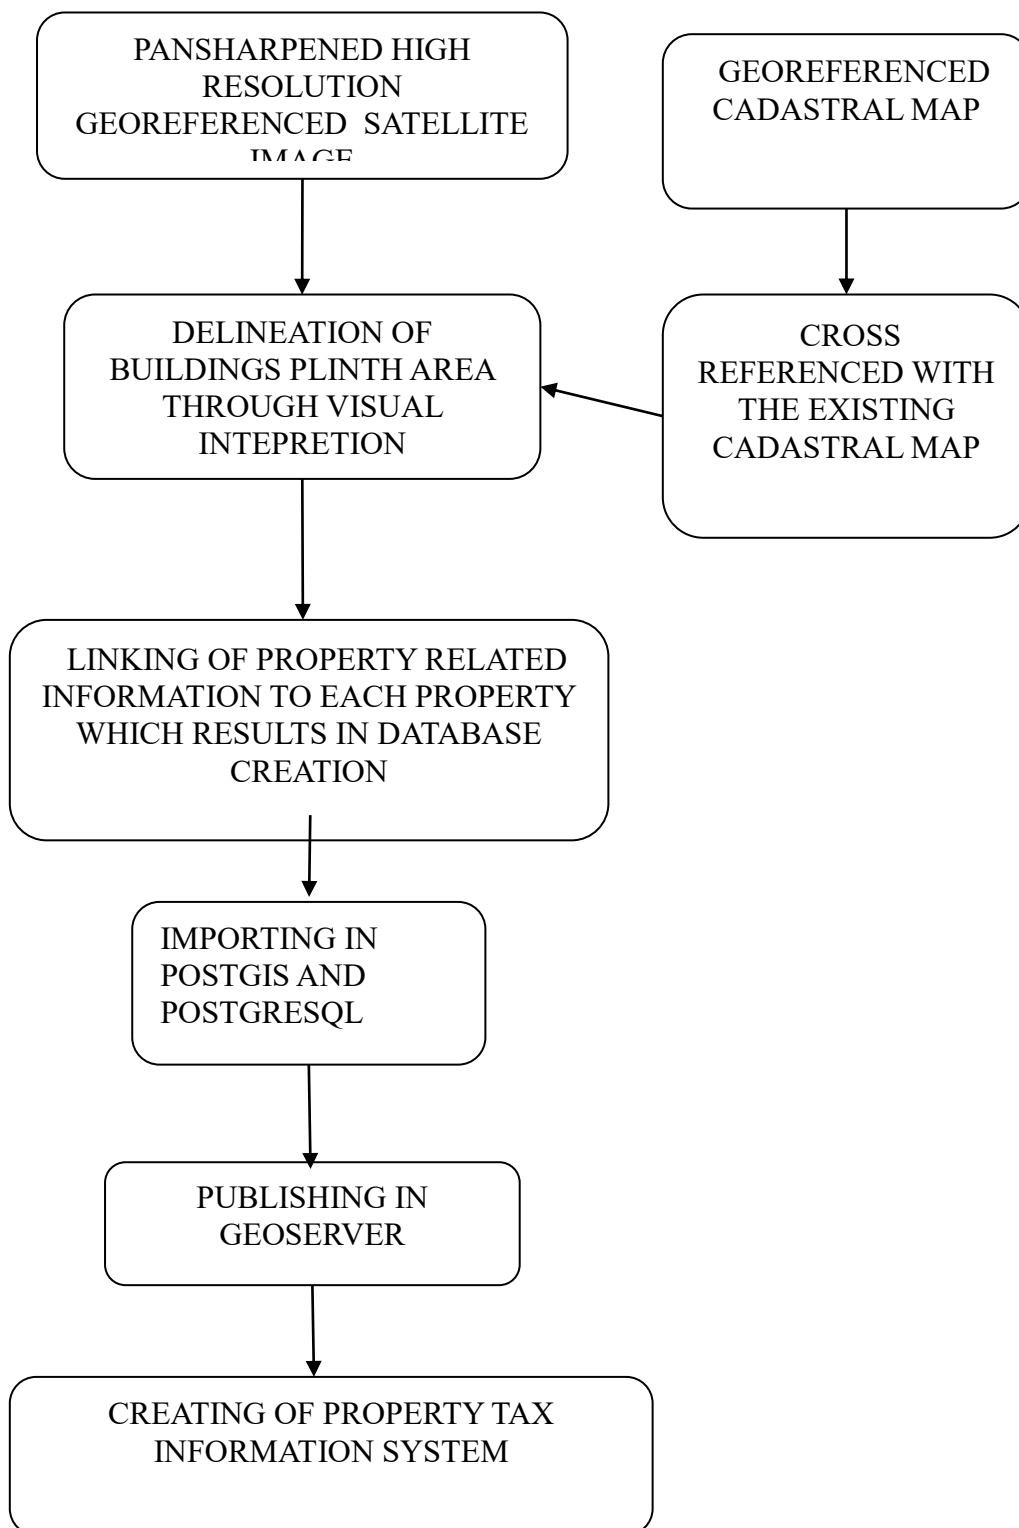 PANSHARPENED HIGH
RESOLUTION
GEOREFERENCED SATELLITE
IMAGE
GEOREFERENCED
CADASTRAL MAP
DELINEATION OF
BUILDINGS PLINTH AREA
THROUGH VISUAL
INTEPRETION
CROSS
REFERENCED WITH
THE EXISTING
CADASTRAL MAP
LINKING OF PROPERTY RELATED
INFORMATION TO EACH PROPERTY
WHICH RESULTS IN DATABASE
CREATION
IMPORTING IN
POSTGIS AND
POSTGRESQL
PUBLISHING IN
GEOSERVER
CREATING OF PROPERTY TAX
INFORMATION SYSTEM